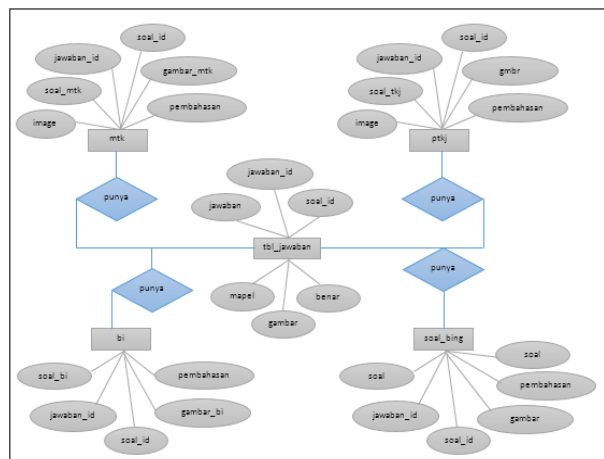 soal_id
jawaban_id
gambar_mtk
soal_mtk
pembahasan
image
mtk
punya
soal_id
jawaban_id
gmbr
soal_tkj
pembahasan
image
ptkj
punya
jawaban_id
jawaban
soal_id
tbl_jawaban
mapel
benar
gambar
punya
bi
soal_bi
pembahasan
jawaban_id
gambar_bi
soal_id
punya
soal_bing
soal
soal
pembahasan
jawaban_id
gambar
soal_id